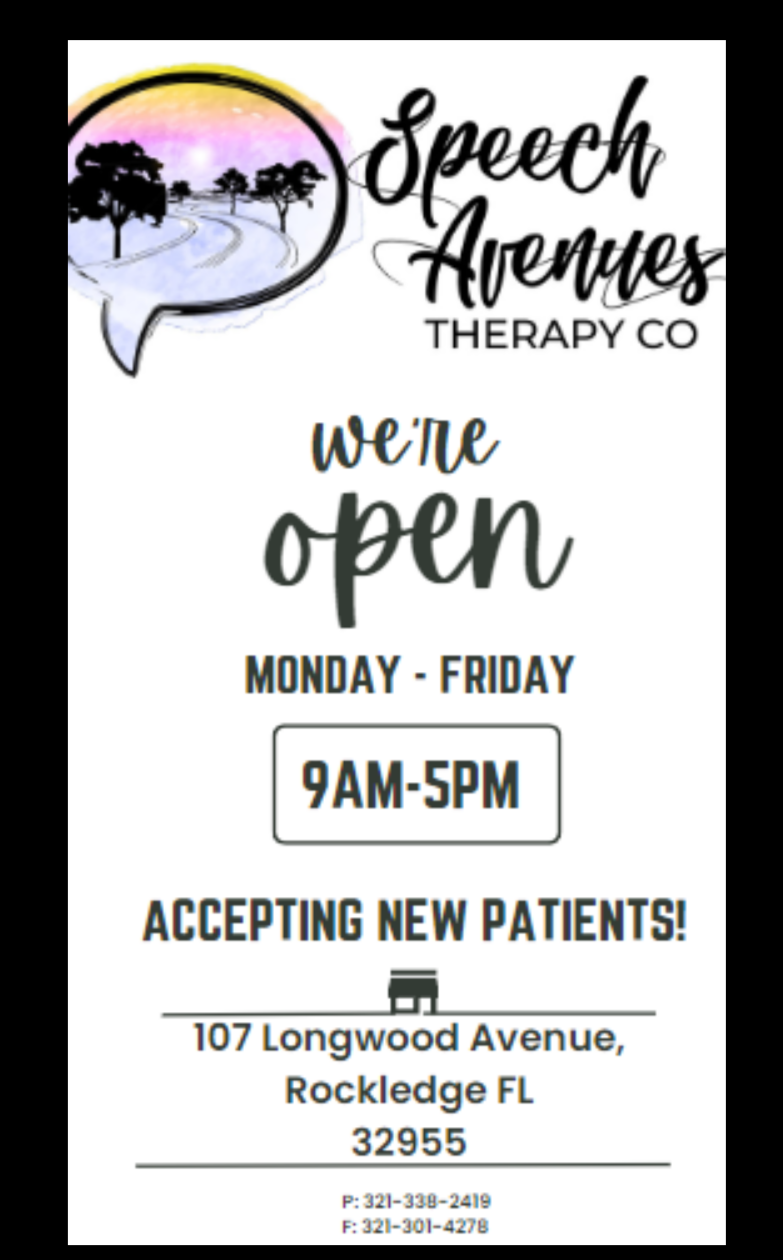 Speech
Avenues
THERAPY CO
we're
open
MONDAY - FRIDAY
9AM-5PM
ACCEPTING NEW PATIENTS!
107 Longwood Avenue,
Rockledge FL
32955
P: 321-338-2419
F: 321-301-4278